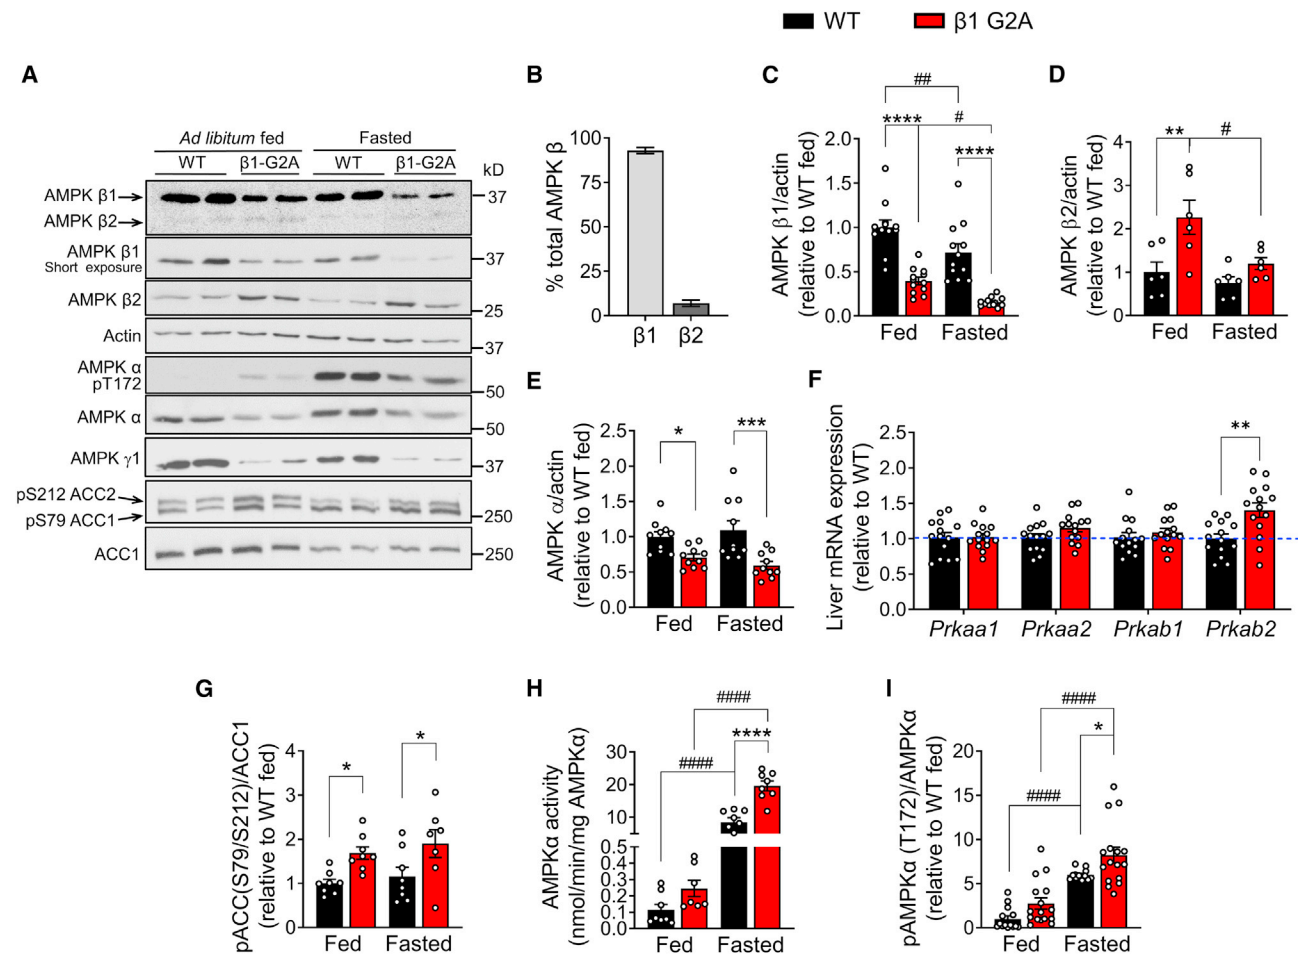 WT
β1 G2A
A
Ad libitum fed
Fasted
WT
β1-G2A
WT
β1-G2A
kD
AMPK β1
37
AMPK β2
AMPK β1
Short exposure
37
AMPK β2
25
Actin
37
AMPK α
pT172
50
AMPK α
50
AMPK γ1
37
pS212 ACC2
pS79 ACC1
250
ACC1
250
B
% total AMPK β
100
75
50
25
0
β1
β2
C
##
**** #
****
AMPK β1/actin
(relative to WT fed)
2.0
1.5
1.0
0.5
0.0
Fed
Fasted
D
** #
AMPK β2/actin
(relative to WT fed)
4
3
2
1
0
Fed
Fasted
E
* ***
AMPK α/actin
(relative to WT fed)
2.5
2.0
1.5
1.0
0.5
0.0
Fed
Fasted
F
**
Liver mRNA expression
(relative to WT)
2.5
2.0
1.5
1.0
0.5
0.0
Prkaa1
Prkaa2
Prkab1
Prkab2
G
* *
pACC(S79/S212)/ACC1
(relative to WT fed)
4
3
2
1
0
Fed
Fasted
H
####
****
####
AMPKα activity
(nmol/min/mg AMPKα)
30
20
10
0.5
0.4
0.3
0.2
0.1
0.0
Fed
Fasted
I
####
*
####
pAMPKα (T172)/AMPKα
(relative to WT fed)
20
15
10
5
0
Fed
Fasted